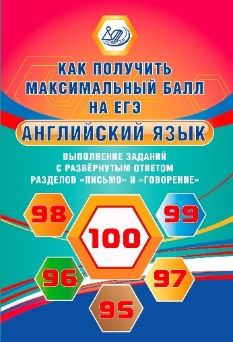 КАК ПОЛУЧИТЬ
МАКСИМАЛЬНЫЙ БАЛЛ
НА ЕГЭ
АНГЛИЙСКИЙ ЯЗЫК
ВЫПОЛНЕНИЕ ЗАДАНИЙ
С РАЗВЁРНУТЫМ ОТВЕТОМ
РАЗДЕЛОВ «ПИСЬМО» И «ГОВОРЕНИЕ»
98
99
100
96
97
95